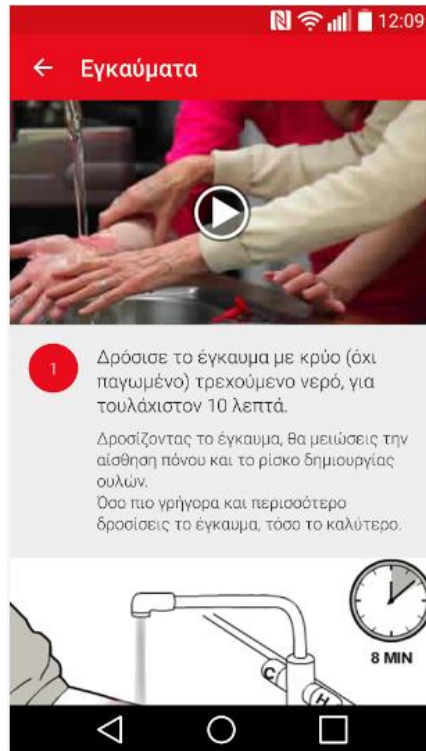 12:09
Εγκαύματα
1
Δρόσισε το έγκαυμα με κρύο (όχι
παγωμένο) τρεχούμενο νερό, για
τουλάχιστον 10 λεπτά.
Δροσίζοντας το έγκαυμα, θα μειώσεις την
αίσθηση πόνου και το ρίσκο δημιουργίας
ουλών.
Όσο πιο γρήγορα και περισσότερο
δροσίσεις το έγκαυμα, τόσο το καλύτερο.
8 MIN
C
H